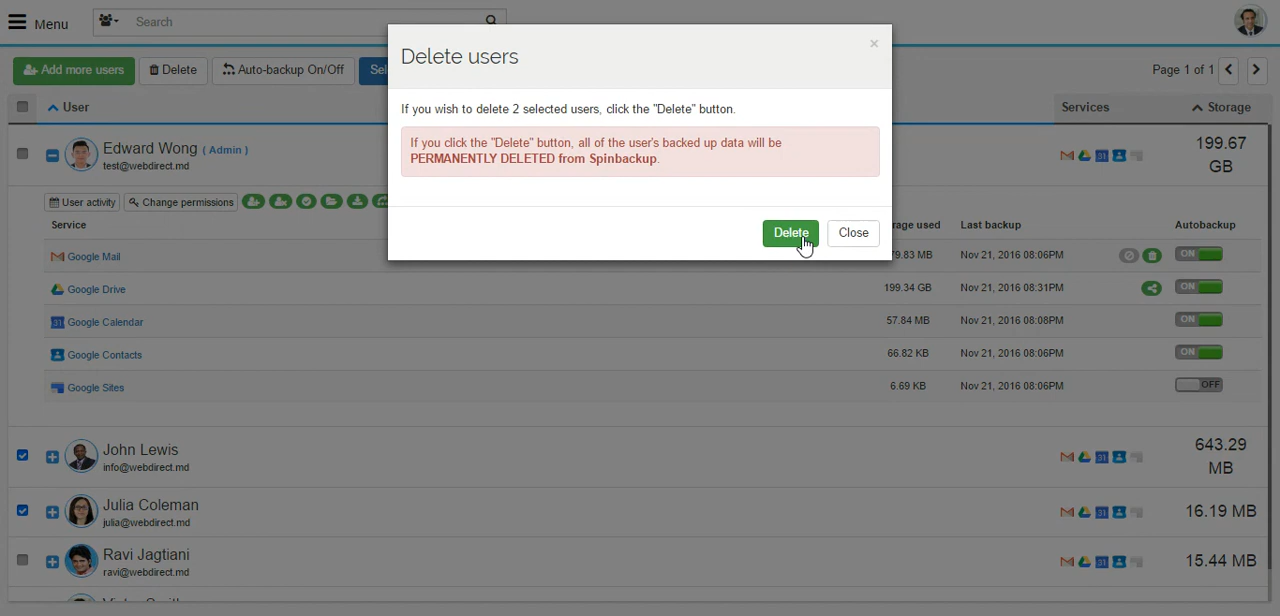 Menu
Search
Delete users
×
If you wish to delete 2 selected users, click the "Delete" button.
If you click the "Delete" button, all of the user's backed up data will be
PERMANENTLY DELETED from Spinbackup.
Delete
Close
Add more users
Delete
Auto-backup On/Off
Sel
Page 1 of 1
User
Services
Storage
Edward Wong ( Admin )
test@webdirect.md
199.67
GB
User activity
Change permissions
Service
rage used
Last backup
Autobackup
Google Mail
79.83 MB
Nov 21, 2016 08:06PM
ON
Google Drive
199.34 GB
Nov 21, 2016 08:31PM
ON
31 Google Calendar
57.84 MB
Nov 21, 2016 08:08PM
ON
Google Contacts
66.82 KB
Nov 21, 2016 08:06PM
ON
Google Sites
6.69 KB
Nov 21, 2016 08:06PM
OFF
John Lewis
info@webdirect.md
643.29
MB
Julia Coleman
julia@webdirect.md
16.19 MB
Ravi Jagtiani
ravi@webdirect.md
15.44 MB